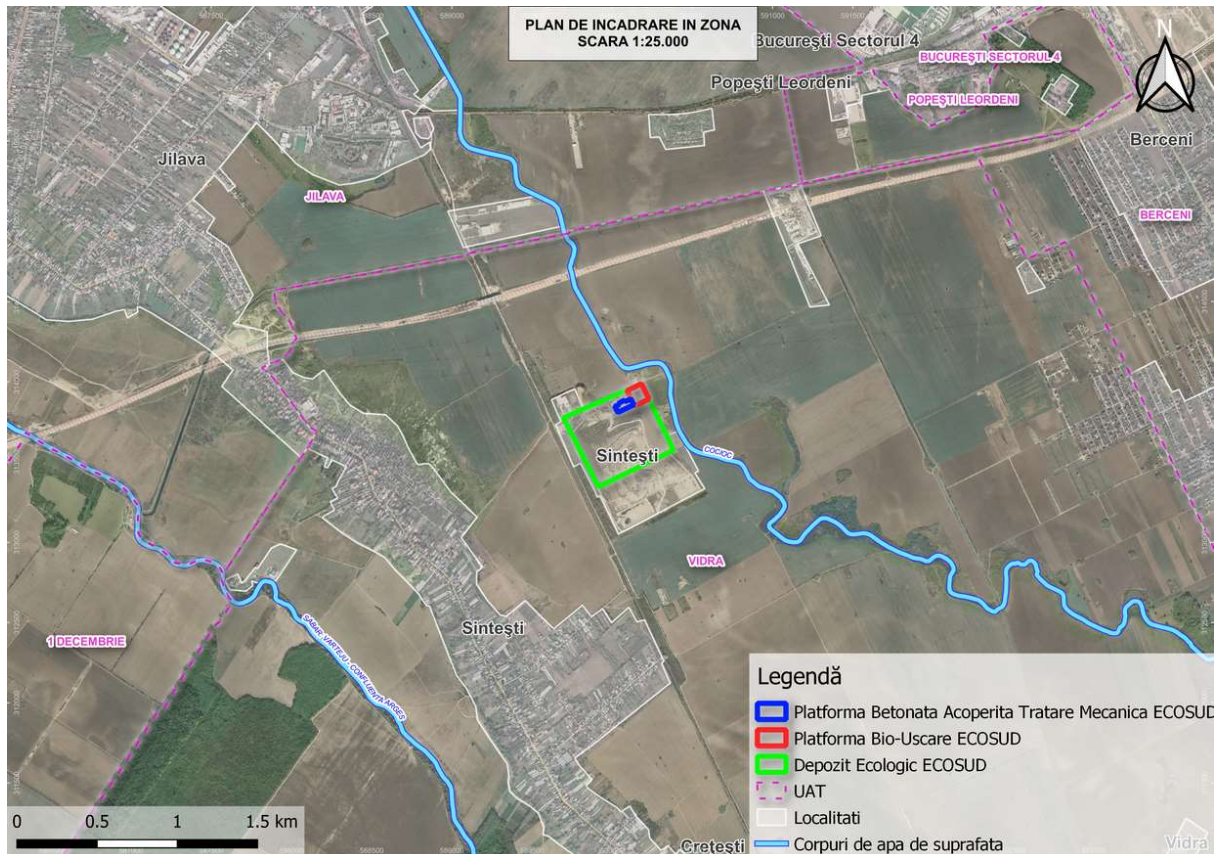 PLAN DE INCADRARE IN ZONA
SCARA 1:25.000
N
Bucureşti Sectorul 4
BUCUREŞTI SECTORUL 4
Popeşti Leordeni
POPEŞTI LEORDENI
Berceni
Jilava
JILAVA
BERCENI
Sinteşti
COCIOC
VIDRA
Sinteşti
1 DECEMBRIE
SABAR_VARTEJU - CONFLUENTA ARGES
Legendă
Platforma Betonata Acoperita Tratare Mecanica ECOSUD
Platforma Bio-Uscare ECOSUD
Depozit Ecologic ECOSUD
UAT
Localitati
Corpuri de apa de suprafata
0 0.5 1 1.5 km
Creţeşti
Vidra